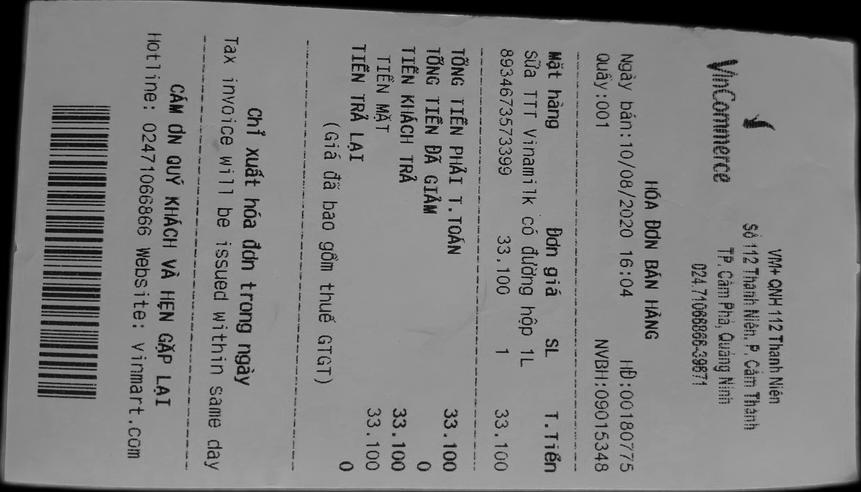 VinCommerce
VM+ QNH 112 Thanh Niên
Số 112 Thanh Niên, P. Cẩm Thành
TP. Cẩm Phả, Quảng Ninh
024.71066866-39671
HÓA ĐƠN BÁN HÀNG
Ngày bán:10/08/2020 16:04 HĐ:00180775
Quầy:001 NVBH:09015348
Mặt hàng Đơn giá SL T.Tiền
Sữa TTT Vinamilk có đường hộp 1L
8934673573399 33.100 1 33.100
TỔNG TIỀN PHẢI T.TOÁN 33.100
TỔNG TIỀN ĐÃ GIẢM 0
TIỀN KHÁCH TRẢ 33.100
TIỀN MẶT 33.100
TIỀN TRẢ LẠI 0
(Giá đã bao gồm thuế GTGT)
Chỉ xuất hóa đơn trong ngày
Tax invoice will be issued within same day
CẢM ƠN QUÝ KHÁCH VÀ HẸN GẶP LẠI
Hotline: 02471066866 Website: vinmart.com